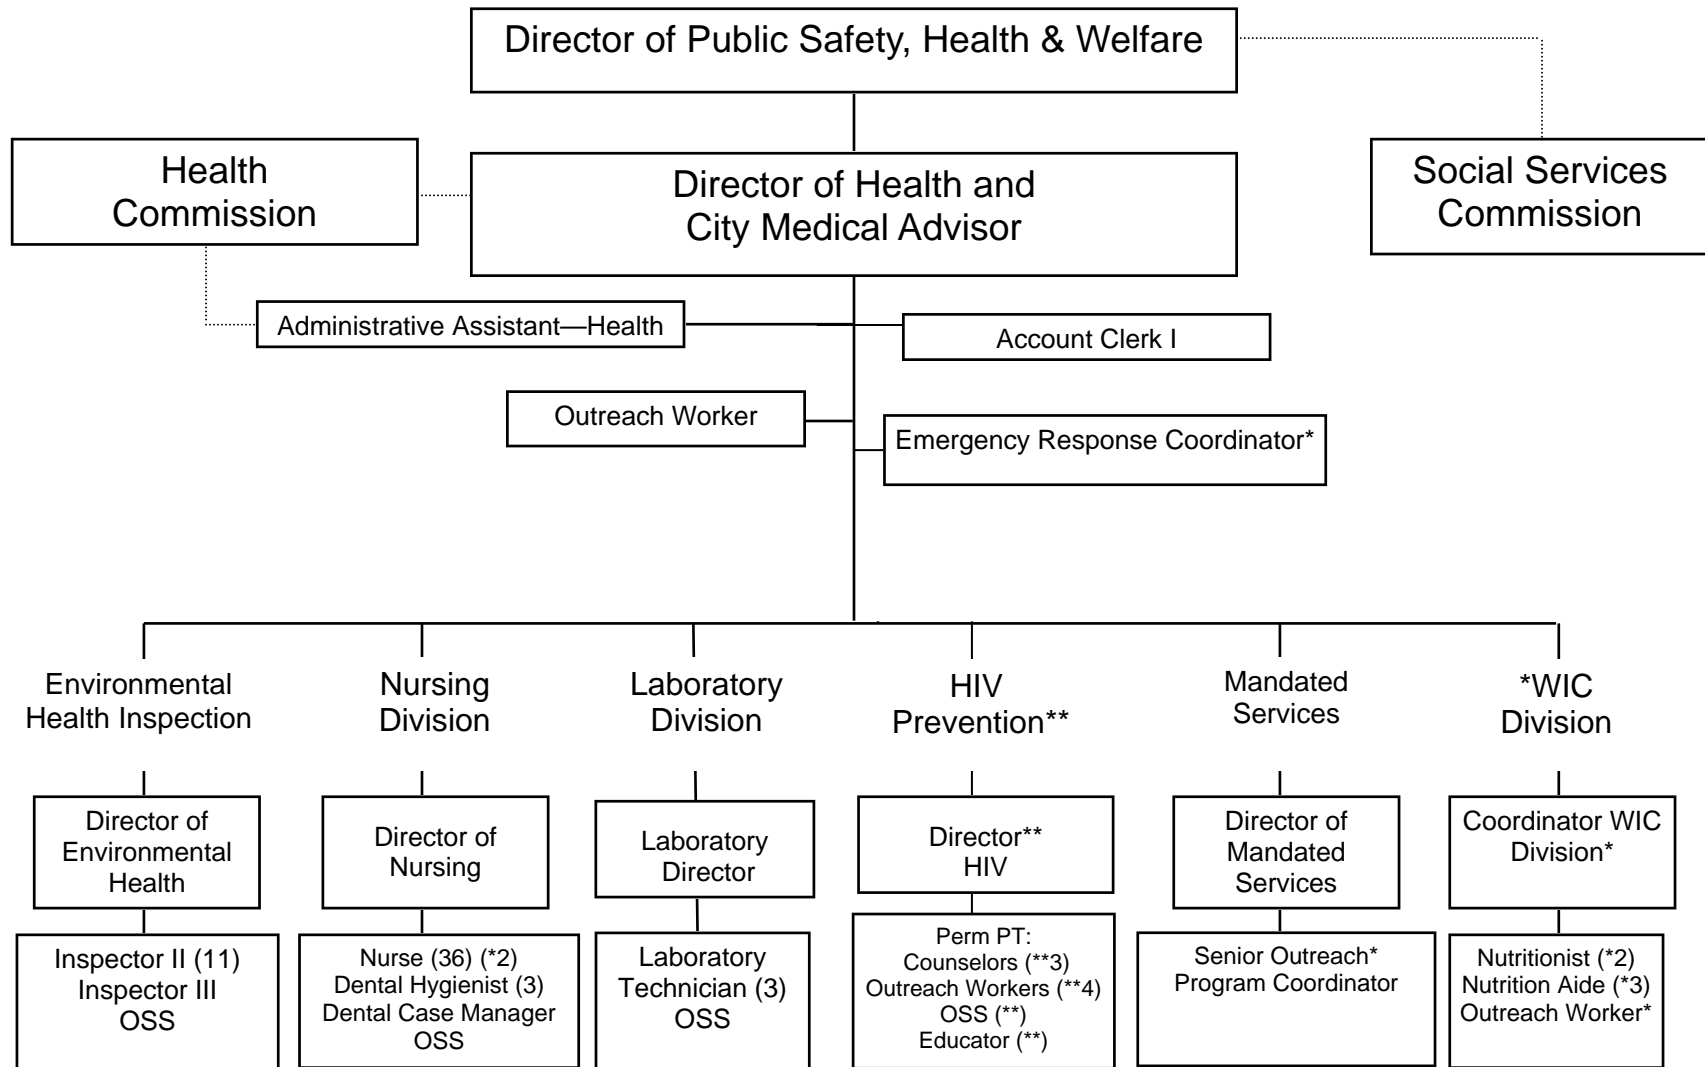 Director of Public Safety, Health & Welfare
Health
Commission
Director of Health and
City Medical Advisor
Social Services
Commission
Administrative Assistant—Health
Account Clerk I
Outreach Worker
Emergency Response Coordinator*
Environmental
Health Inspection
Nursing
Division
Laboratory
Division
HIV
Prevention**
Mandated
Services
*WIC
Division
Director of
Environmental
Health
Director of
Nursing
Laboratory
Director
Director**
HIV
Director of
Mandated
Services
Coordinator WIC
Division*
Inspector II (11)
Inspector III
OSS
Nurse (36) (*2)
Dental Hygienist (3)
Dental Case Manager
OSS
Laboratory
Technician (3)
OSS
Perm PT:
Counselors (**3)
Outreach Workers (**4)
OSS (**)
Educator (**)
Senior Outreach*
Program Coordinator
Nutritionist (*2)
Nutrition Aide (*3)
Outreach Worker*